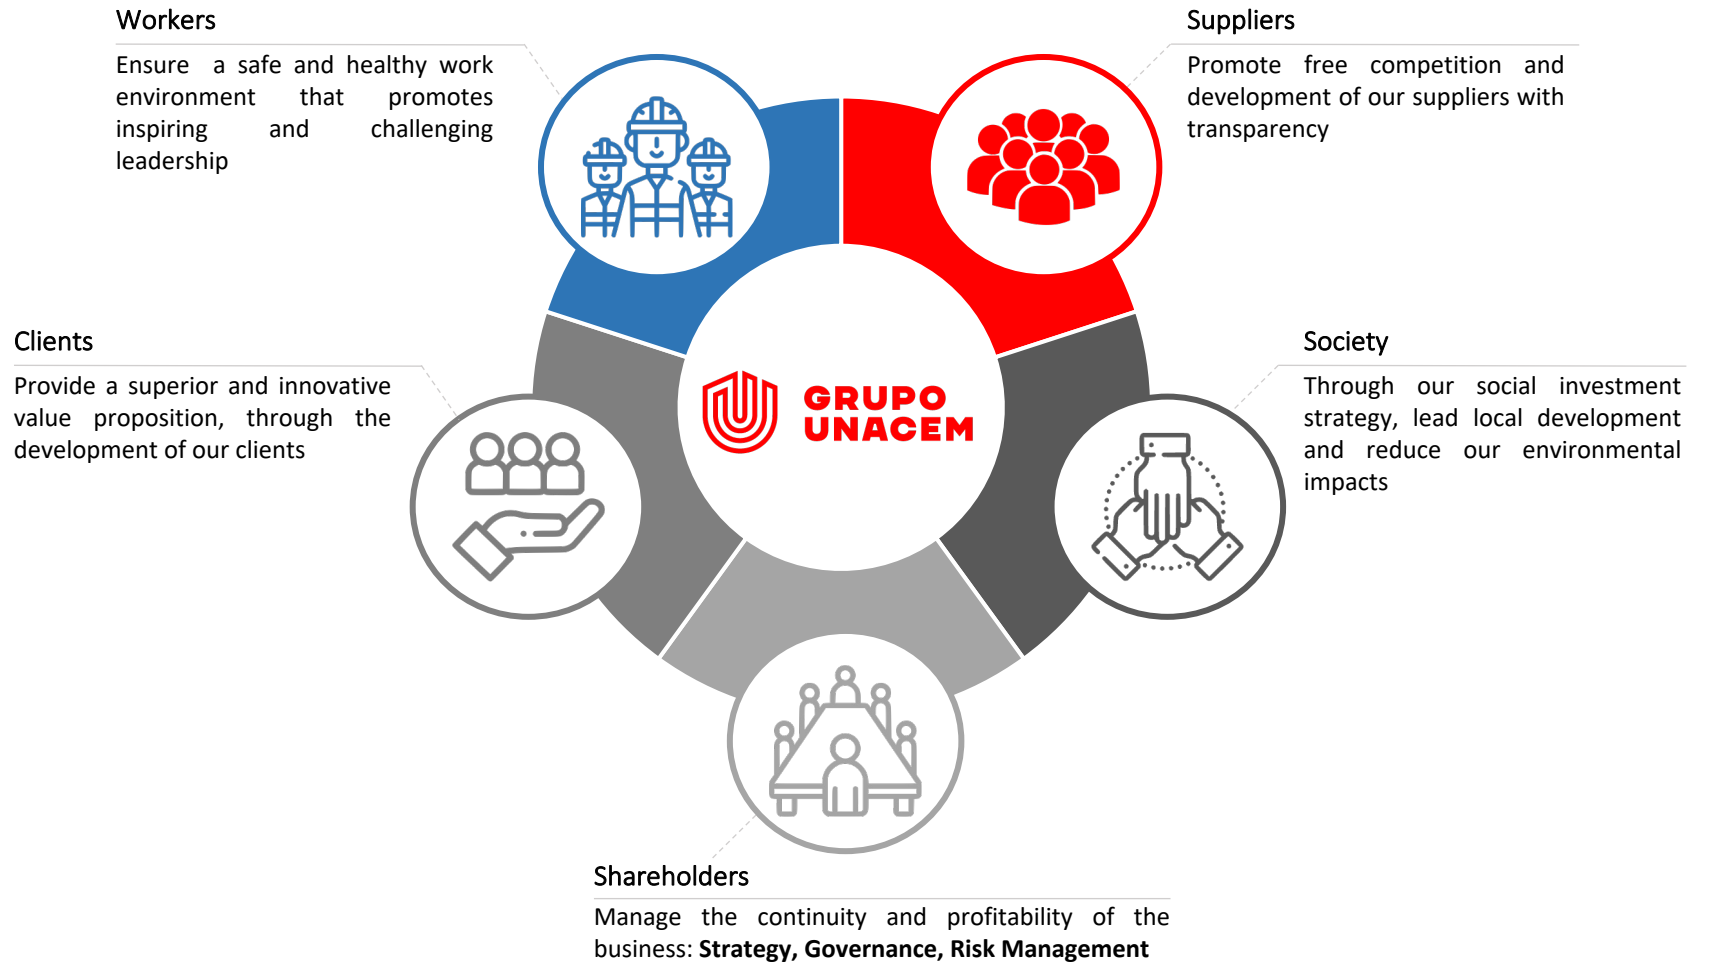 Workers
Ensure a safe and healthy work
environment that promotes
inspiring and challenging
leadership
Suppliers
Promote free competition and
development of our suppliers with
transparency
Clients
Provide a superior and innovative
value proposition, through the
development of our clients
GRUPO
UNACEM
Society
Through our social investment
strategy, lead local development
and reduce our environmental
impacts
Shareholders
Manage the continuity and profitability of the
business: Strategy, Governance, Risk Management